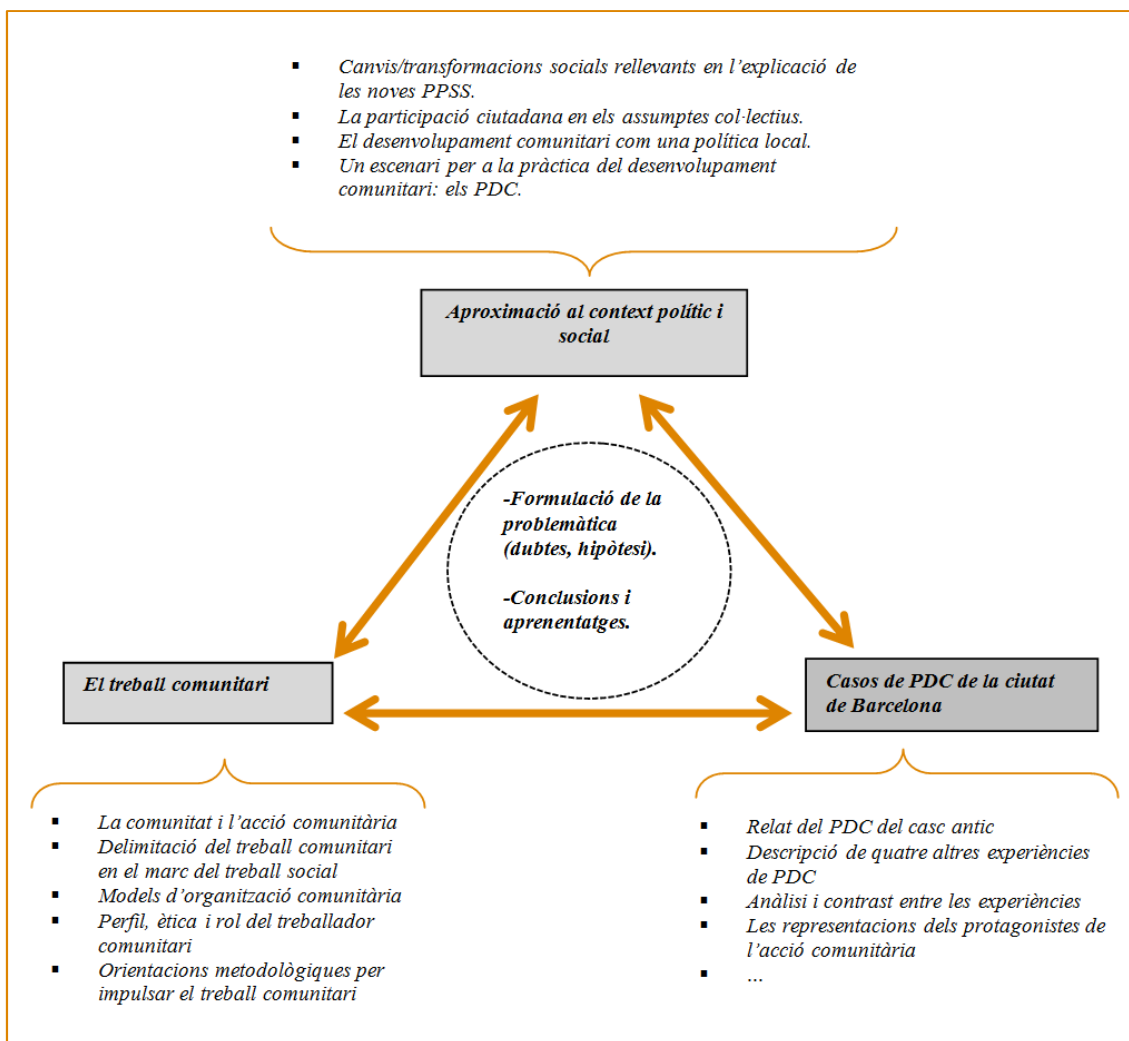 ▪ Canvis/transformacions socials rellevants en l'explicació de
les noves PPSS.
▪ La participació ciutadana en els assumptes col·lectius.
▪ El desenvolupament comunitari com una política local.
▪ Un escenari per a la pràctica del desenvolupament
comunitari: els PDC.
Aproximació al context polític i
social
-Formulació de la
problemàtica
(dubtes, hipòtesi).
-Conclusions i
aprenentatges.
El treball comunitari
Casos de PDC de la ciutat
de Barcelona
▪ La comunitat i l'acció comunitària
▪ Delimitació del treball comunitari
en el marc del treball social
▪ Models d'organització comunitària
▪ Perfil, ètica i rol del treballador
comunitari
▪ Orientacions metodològiques per
impulsar el treball comunitari
▪ Relat del PDC del casc antic
▪ Descripció de quatre altres experiències
de PDC
▪ Anàlisi i contrast entre les experiències
▪ Les representacions dels protagonistes de
l'acció comunitària
▪ ...